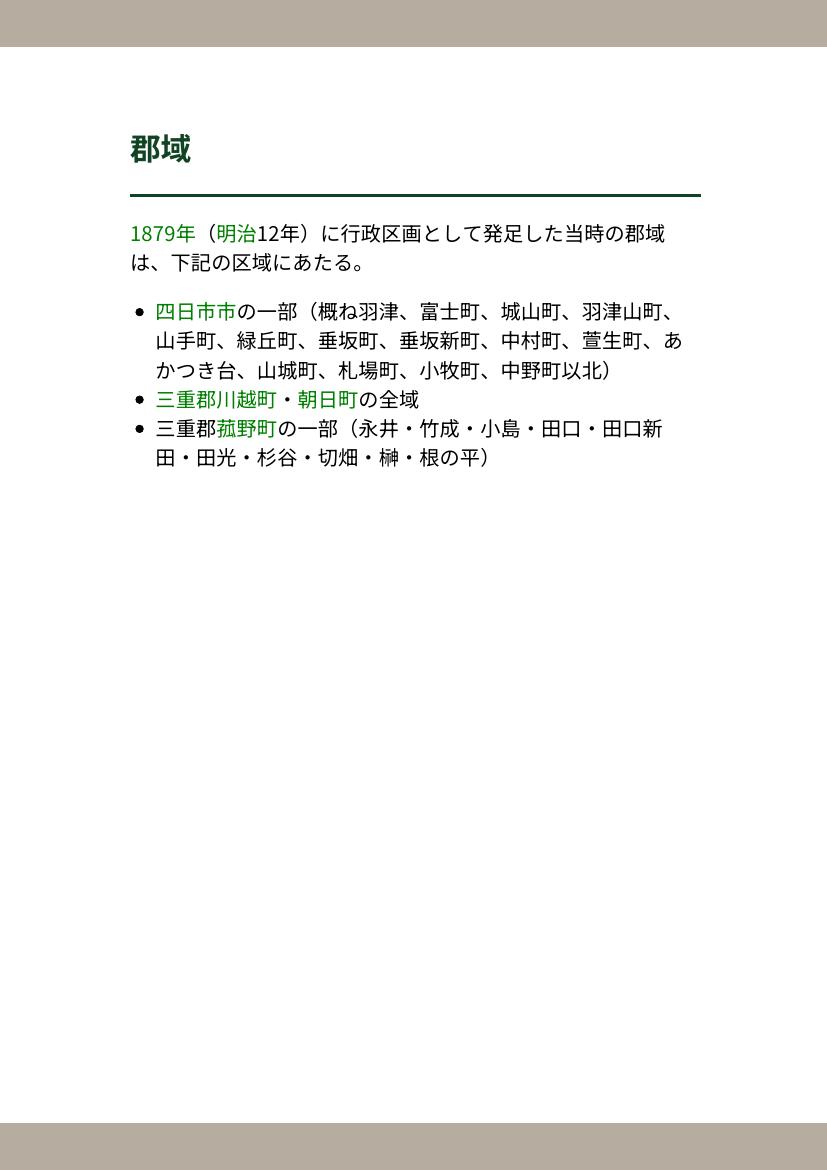 郡域
1879年（明治12年）に行政区画として発足した当時の郡域
は、下記の区域にあたる。
• 四日市市の一部（概ね羽津、富士町、城山町、羽津山町、
山手町、緑丘町、垂坂町、垂坂新町、中村町、萱生町、あ
かつき台、山城町、札場町、小牧町、中野町以北）
• 三重郡川越町・朝日町の全域
• 三重郡菰野町の一部（永井・竹成・小島・田口・田口新
田・田光・杉谷・切畑・榊・根の平）